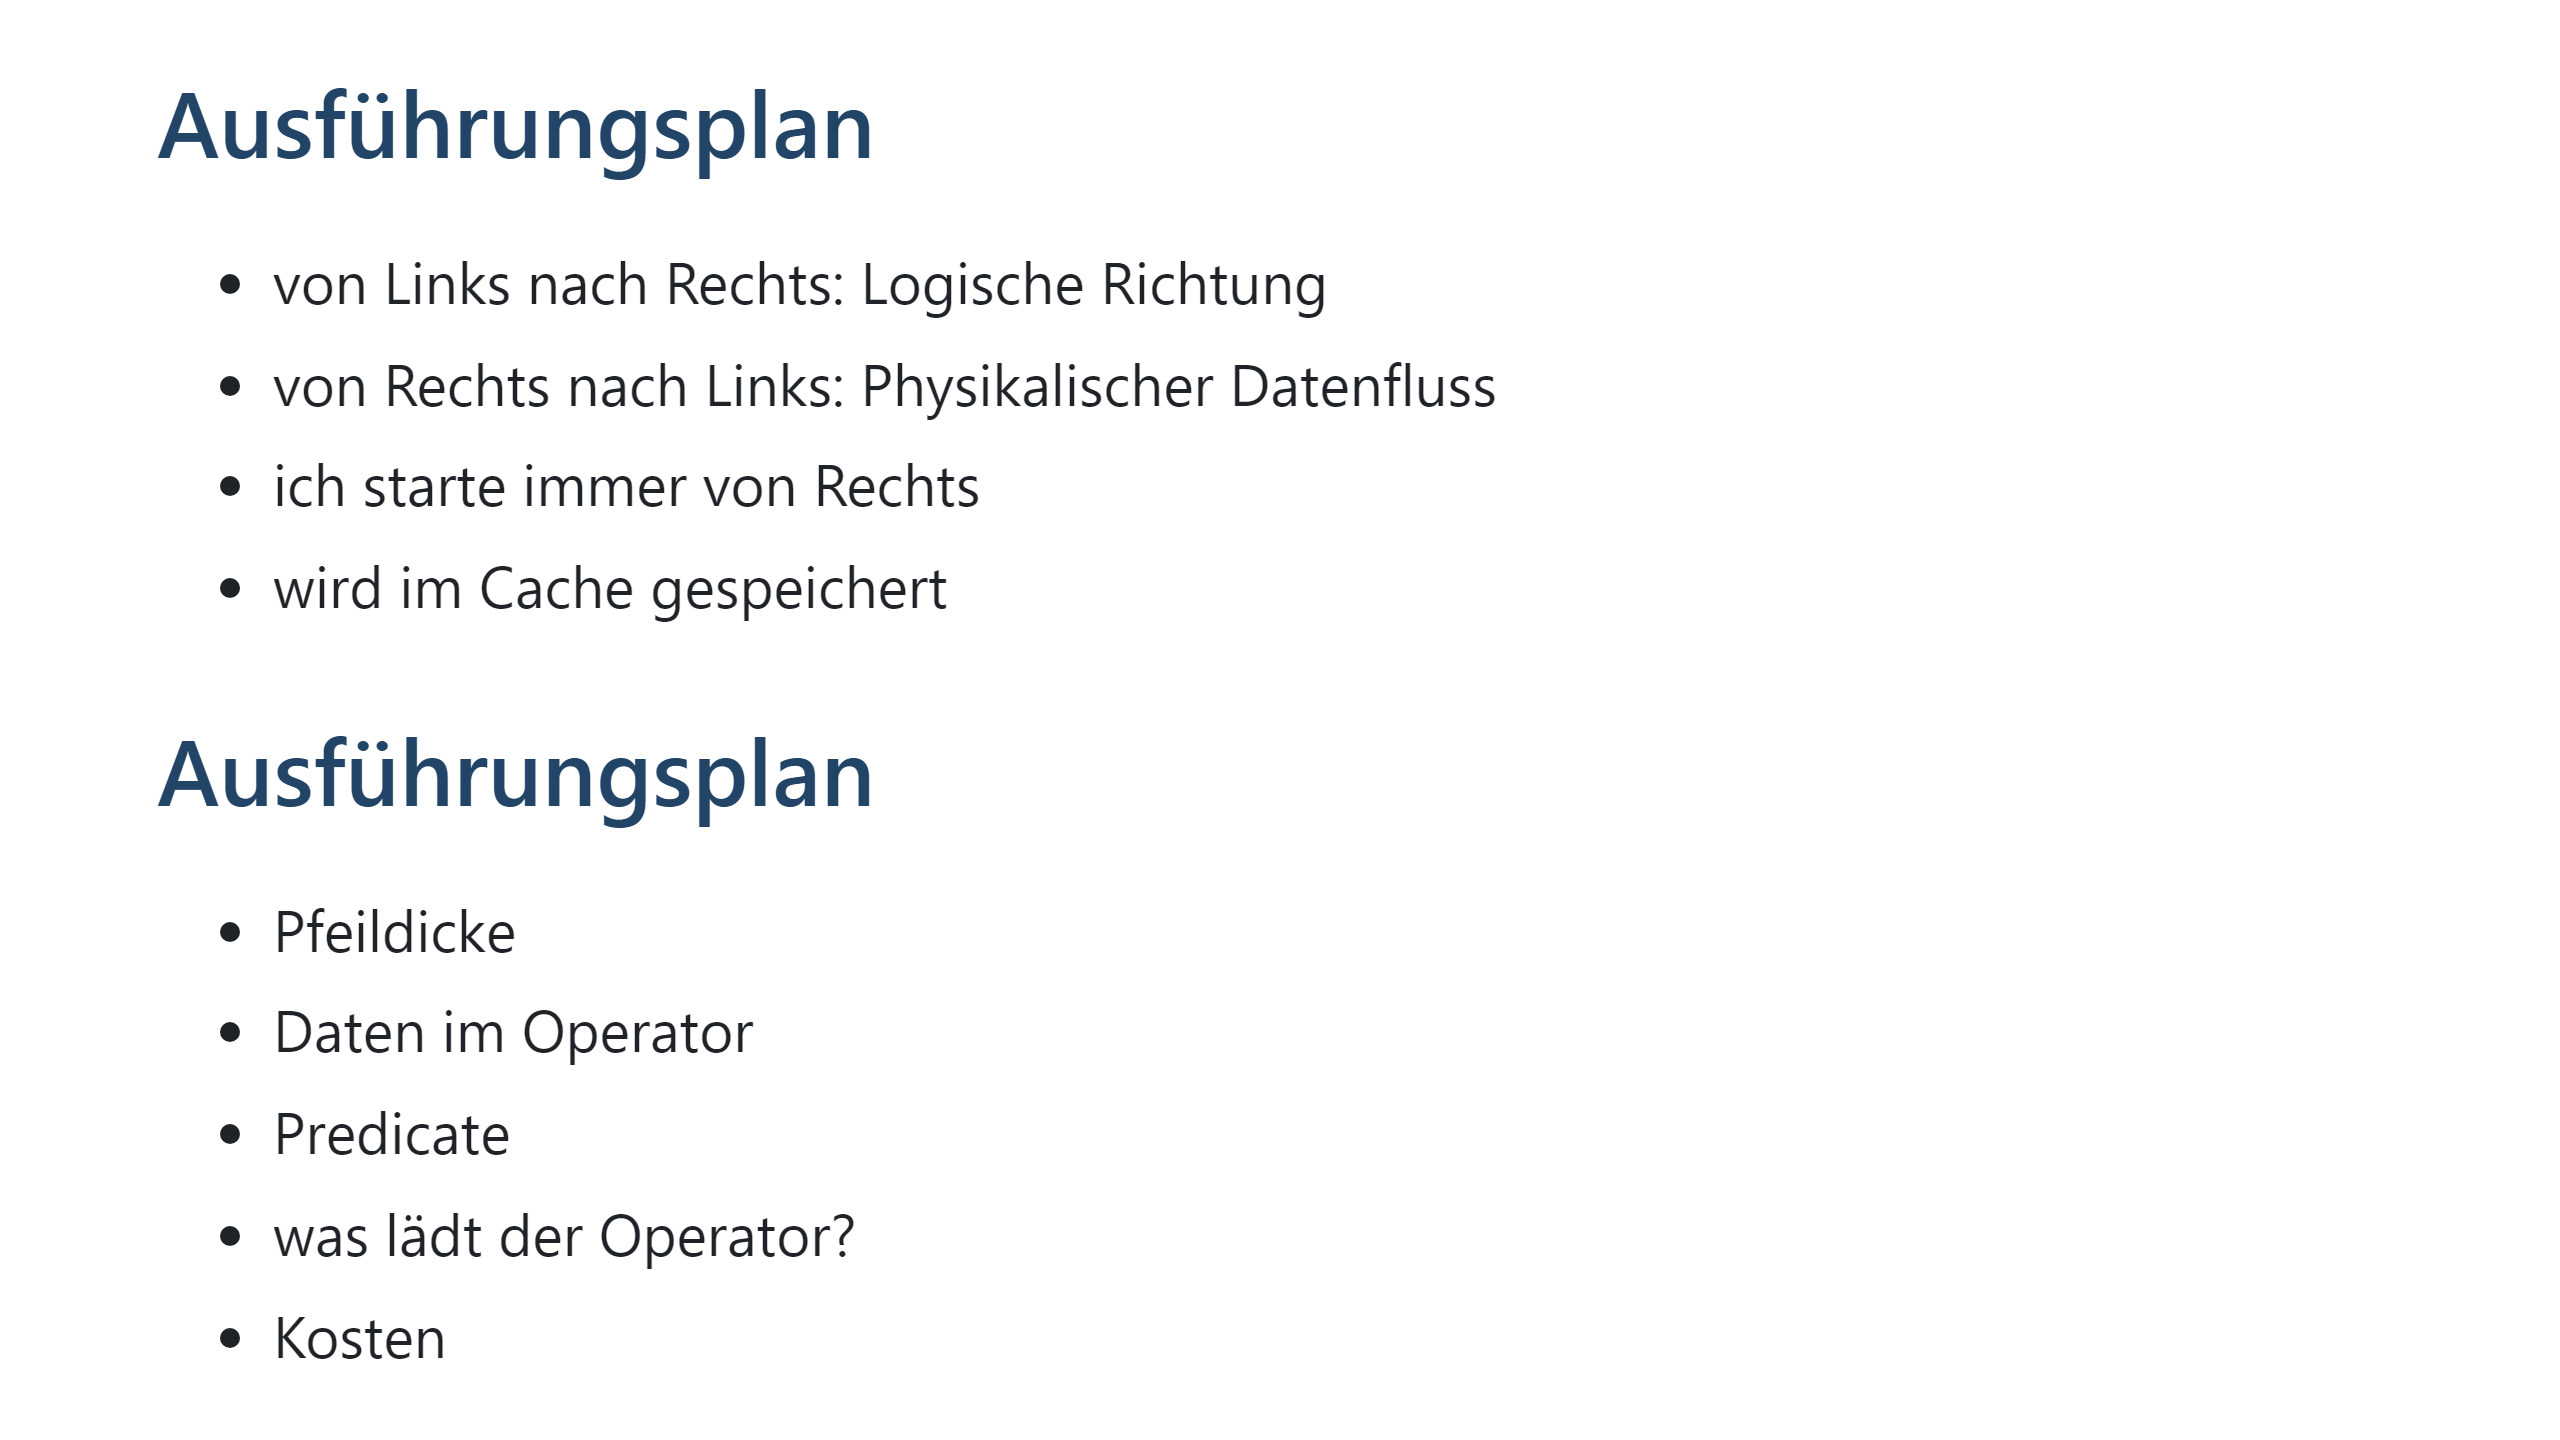 Ausführungsplan
von Links nach Rechts: Logische Richtung
von Rechts nach Links: Physikalischer Datenfluss
ich starte immer von Rechts
wird im Cache gespeichert
Ausführungsplan
Pfeildicke
Daten im Operator
Predicate
was lädt der Operator?
Kosten